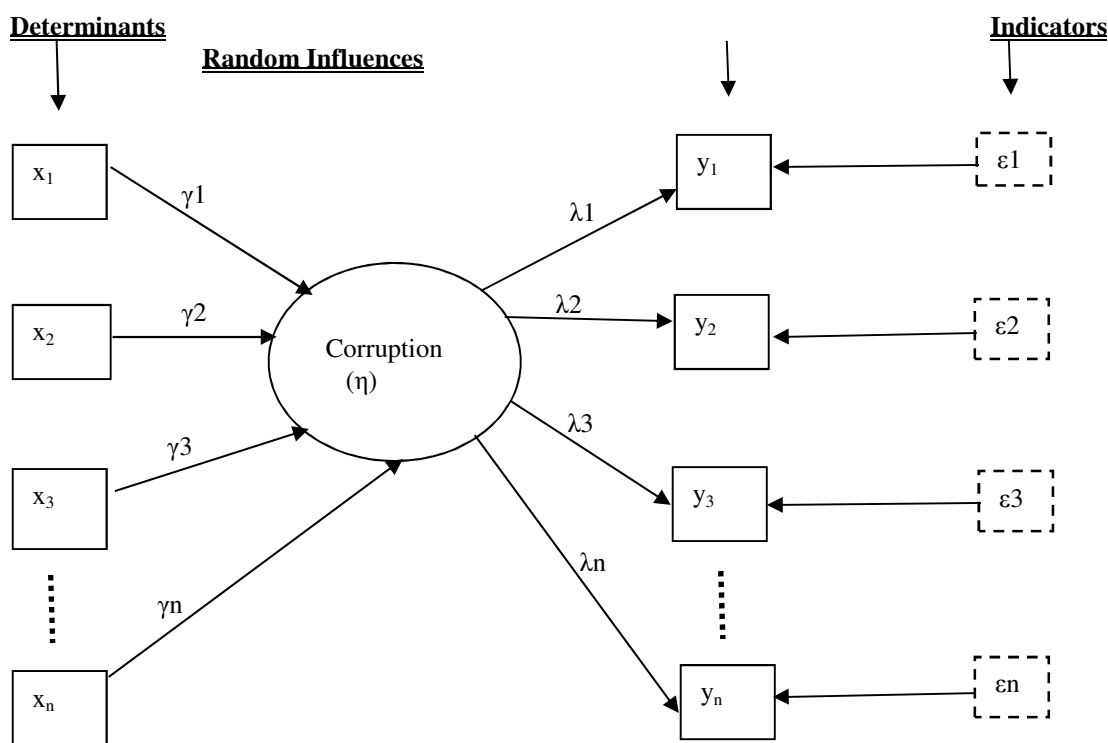 Determinants
Indicators
Random Influences
x₁
y₁
ε1
γ1
λ1
x₂
γ2
λ2
y₂
ε2
Corruption
(η)
x₃
γ3
λ3
y₃
ε3
γn
λn
xₙ
yₙ
εn